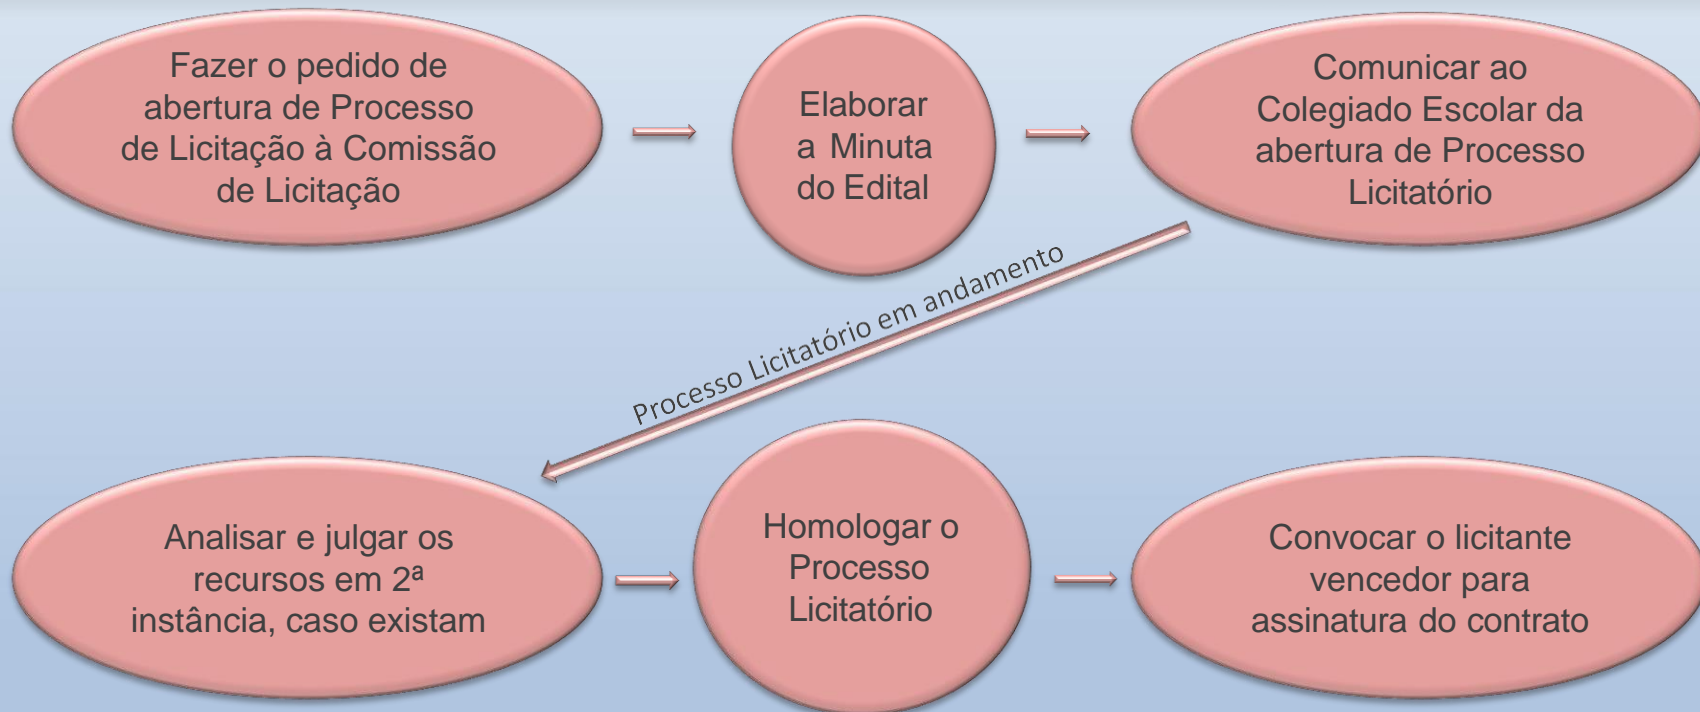 Fazer o pedido de
abertura de Processo
de Licitação à Comissão
de Licitação
Elaborar
a Minuta
do Edital
Comunicar ao
Colegiado Escolar da
abertura de Processo
Licitatório
Processo Licitatório em andamento
Analisar e julgar os
recursos em 2ª
instância, caso existam
Homologar o
Processo
Licitatório
Convocar o licitante
vencedor para
assinatura do contrato